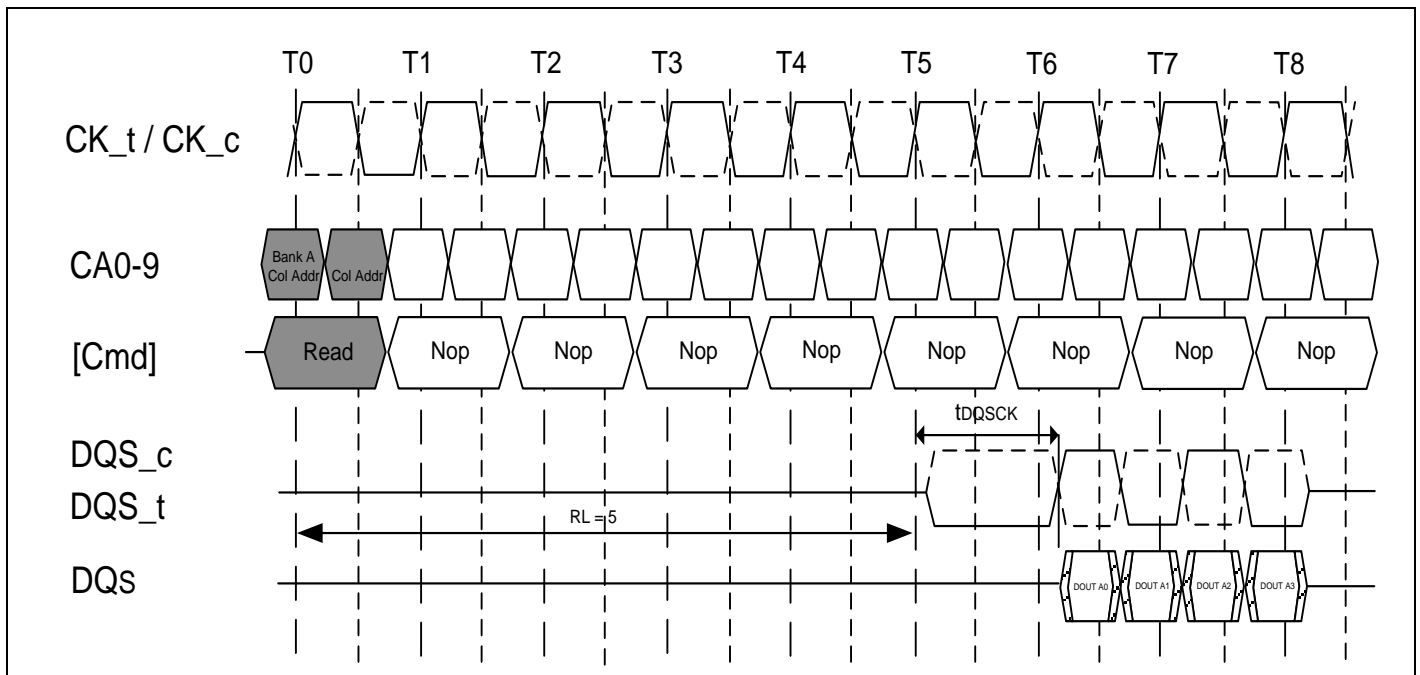 T0 T1 T2 T3 T4 T5 T6 T7 T8
CK_t / CK_c
CA0-9
Bank A
Col Addr
Col Addr
[Cmd]
Read Nop Nop Nop Nop Nop Nop Nop Nop
tDQSCK
DQS_c
DQS_t
RL = 5
DQs
DOUT A0 DOUT A1 DOUT A2 DOUT A3